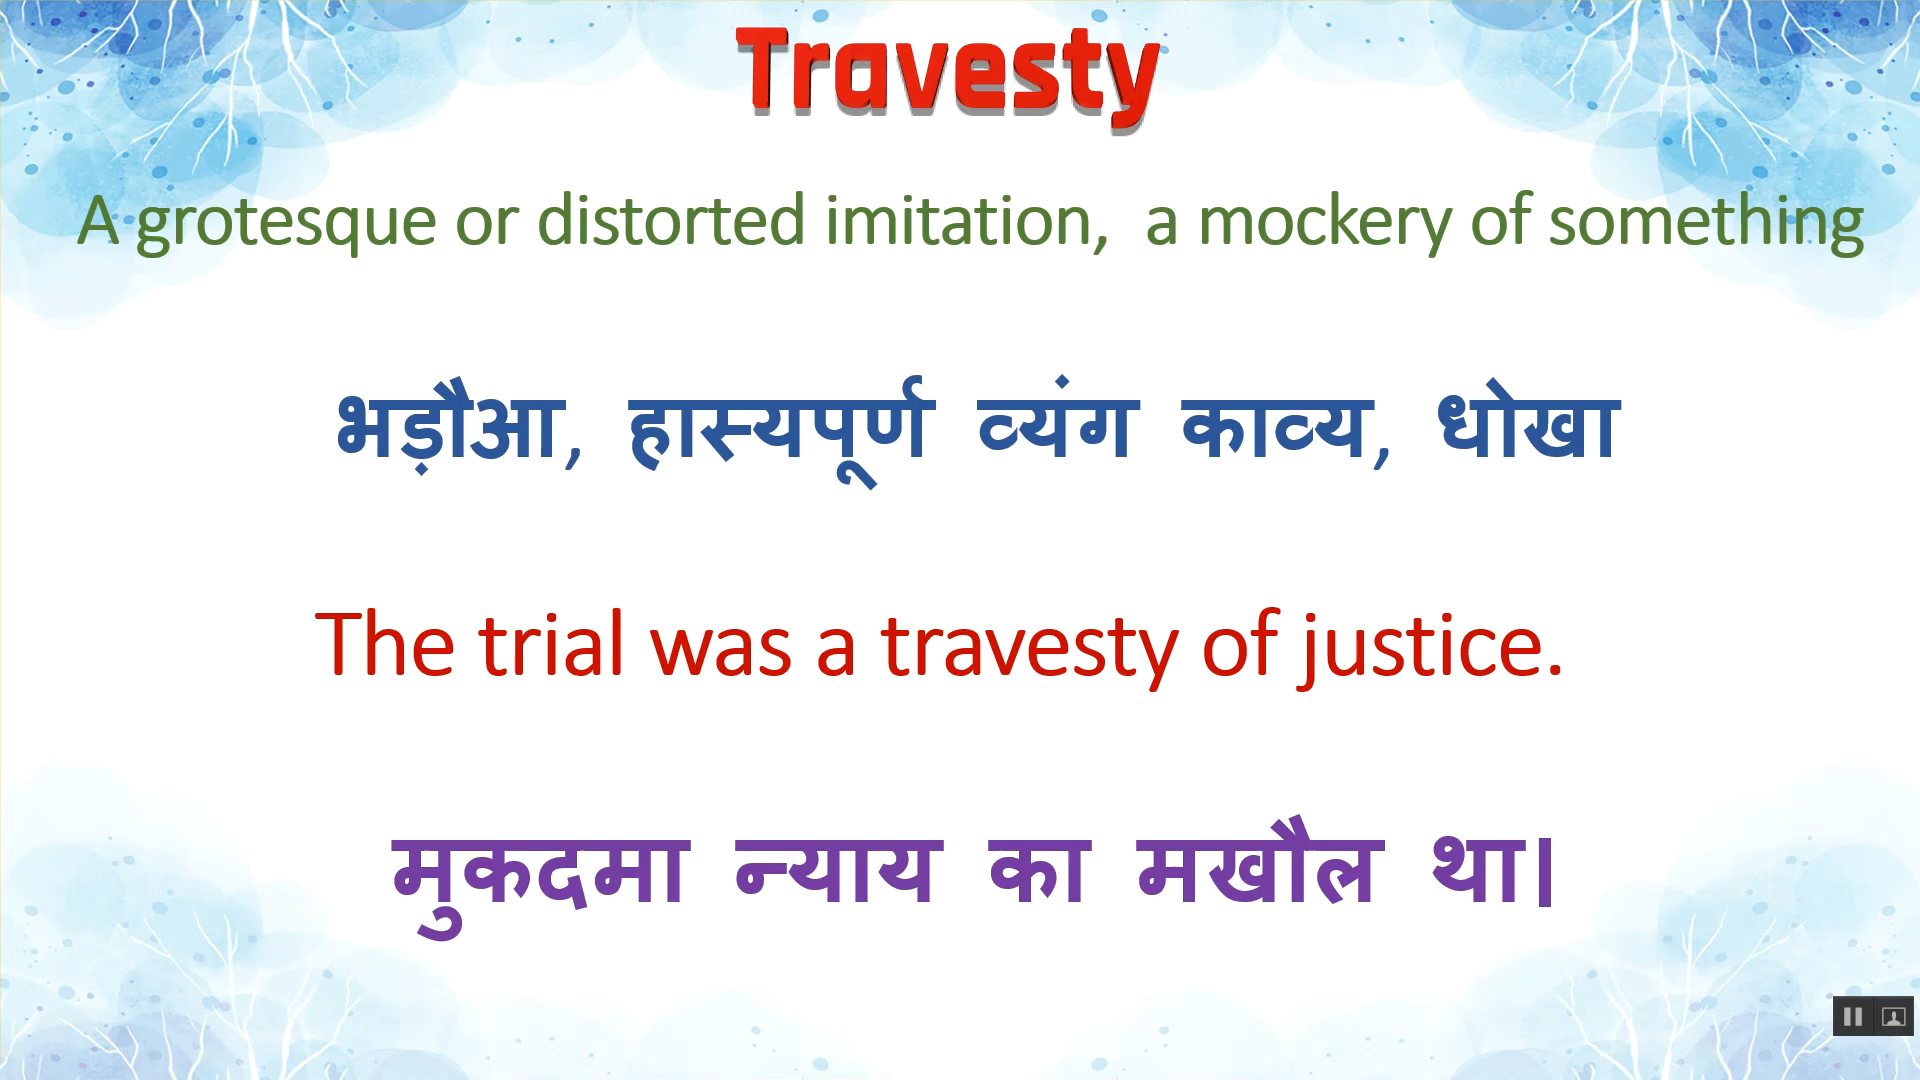 Travesty
A grotesque or distorted imitation, a mockery of something
भड़ौआ, हास्यपूर्ण व्यंग काव्य, धोखा
The trial was a travesty of justice.
मुकदमा न्याय का मखौल था।